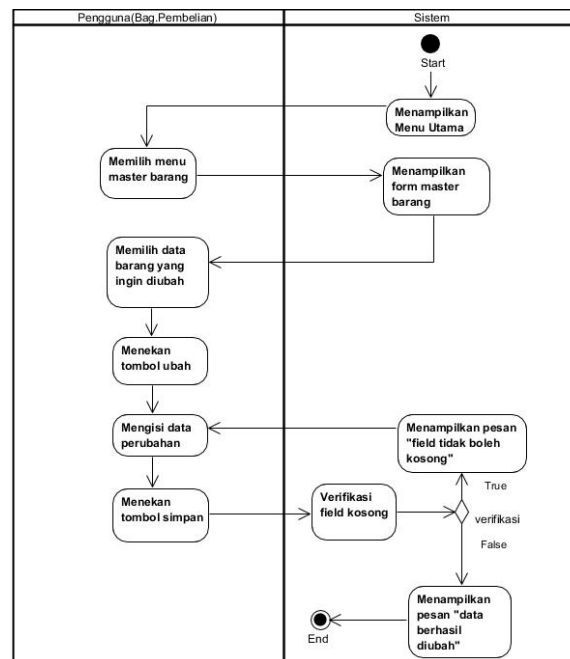 Pengguna(Bag.Pembelian)
Sistem
Start
Menampilkan
Menu Utama
Memilih menu
master barang
Menampilkan
form master
barang
Memilih data
barang yang
ingin diubah
Menekan
tombol ubah
Mengisi data
perubahan
Menampilkan pesan
"field tidak boleh
kosong"
Menekan
tombol simpan
Verifikasi
field kosong
True
verifikasi
False
Menampilkan
pesan "data
berhasil
diubah"
End